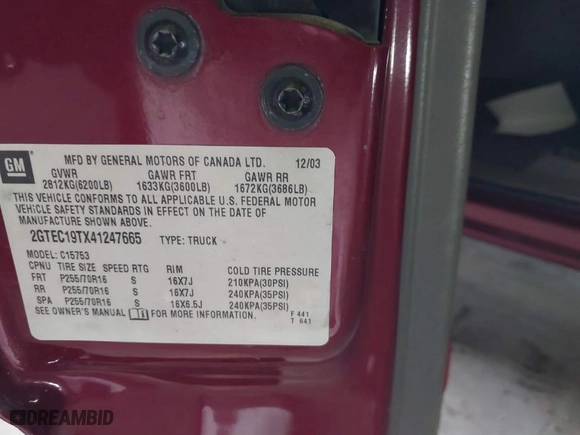 GM
MFD BY GENERAL MOTORS OF CANADA LTD. 12/03
GVWR GAWR FRT GAWR RR
2812KG(6200LB) 1633KG(3600LB) 1672KG(3686LB)
THIS VEHICLE CONFORMS TO ALL APPLICABLE U.S. FEDERAL MOTOR
VEHICLE SAFETY STANDARDS IN EFFECT ON THE DATE OF
MANUFACTURE SHOWN ABOVE.
2GTEC19TX41247665 TYPE: TRUCK
MODEL: C15753
CPNU TIRE SIZE SPEED RTG RIM COLD TIRE PRESSURE
FRT P255/70R16 S 16X7J 210KPA(30PSI)
RR P255/70R16 S 16X7J 240KPA(35PSI)
SPA P255/70R16 S 16X6.5J 240KPA(35PSI)
SEE OWNER'S MANUAL FOR MORE INFORMATION. F 441
T 641
DREAMBID